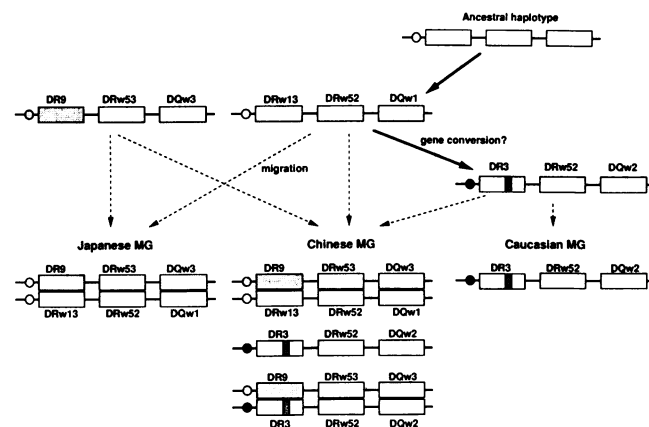 Ancestral haplotype
DR9 DRw53 DQw3
DRw13 DRw52 DQw1
gene conversion?
DR3 DRw52 DQw2
migration
Japanese MG
Chinese MG
Caucasian MG
DR9 DRw53 DQw3
DRw13 DRw52 DQw1
DR9 DRw53 DQw3
DRw13 DRw52 DQw1
DR3 DRw52 DQw2
DR3 DRw52 DQw2
DR9 DRw53 DQw3
DR3 DRw52 DQw2